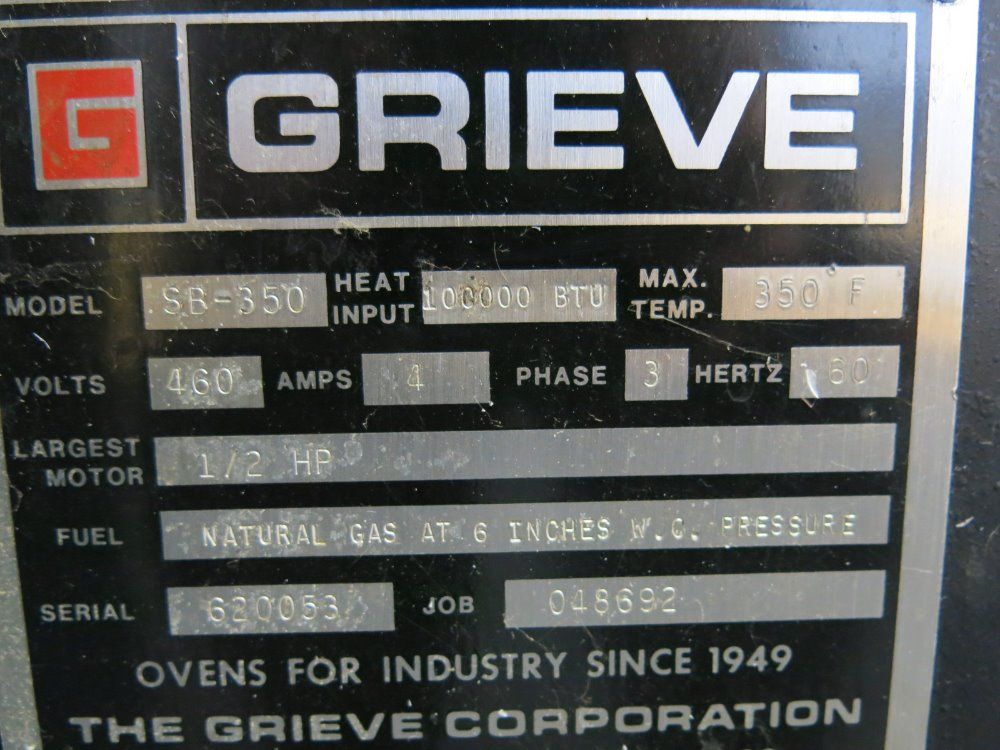 G GRIEVE
MODEL SB-350 HEAT INPUT 100000 BTU MAX. TEMP. 350°F
VOLTS 460 AMPS 4 PHASE 3 HERTZ 60
LARGEST MOTOR 1/2 HP
FUEL NATURAL GAS AT 6 INCHES W.C. PRESSURE
SERIAL 620053 JOB 048692
OVENS FOR INDUSTRY SINCE 1949
THE GRIEVE CORPORATION